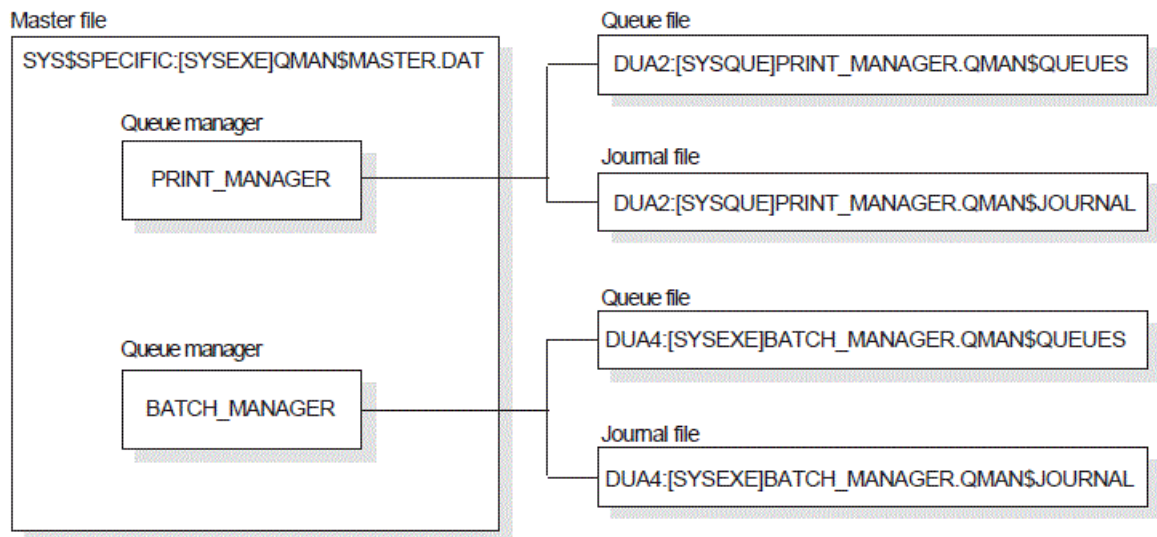 Master file
SYS$SPECIFIC:[SYSEXE]QMAN$MASTER.DAT
Queue manager
PRINT_MANAGER
Queue file
DUA2:[SYSQUE]PRINT_MANAGER.QMAN$QUEUES
Journal file
DUA2:[SYSQUE]PRINT_MANAGER.QMAN$JOURNAL
Queue manager
BATCH_MANAGER
Queue file
DUA4:[SYSEXE]BATCH_MANAGER.QMAN$QUEUES
Journal file
DUA4:[SYSEXE]BATCH_MANAGER.QMAN$JOURNAL